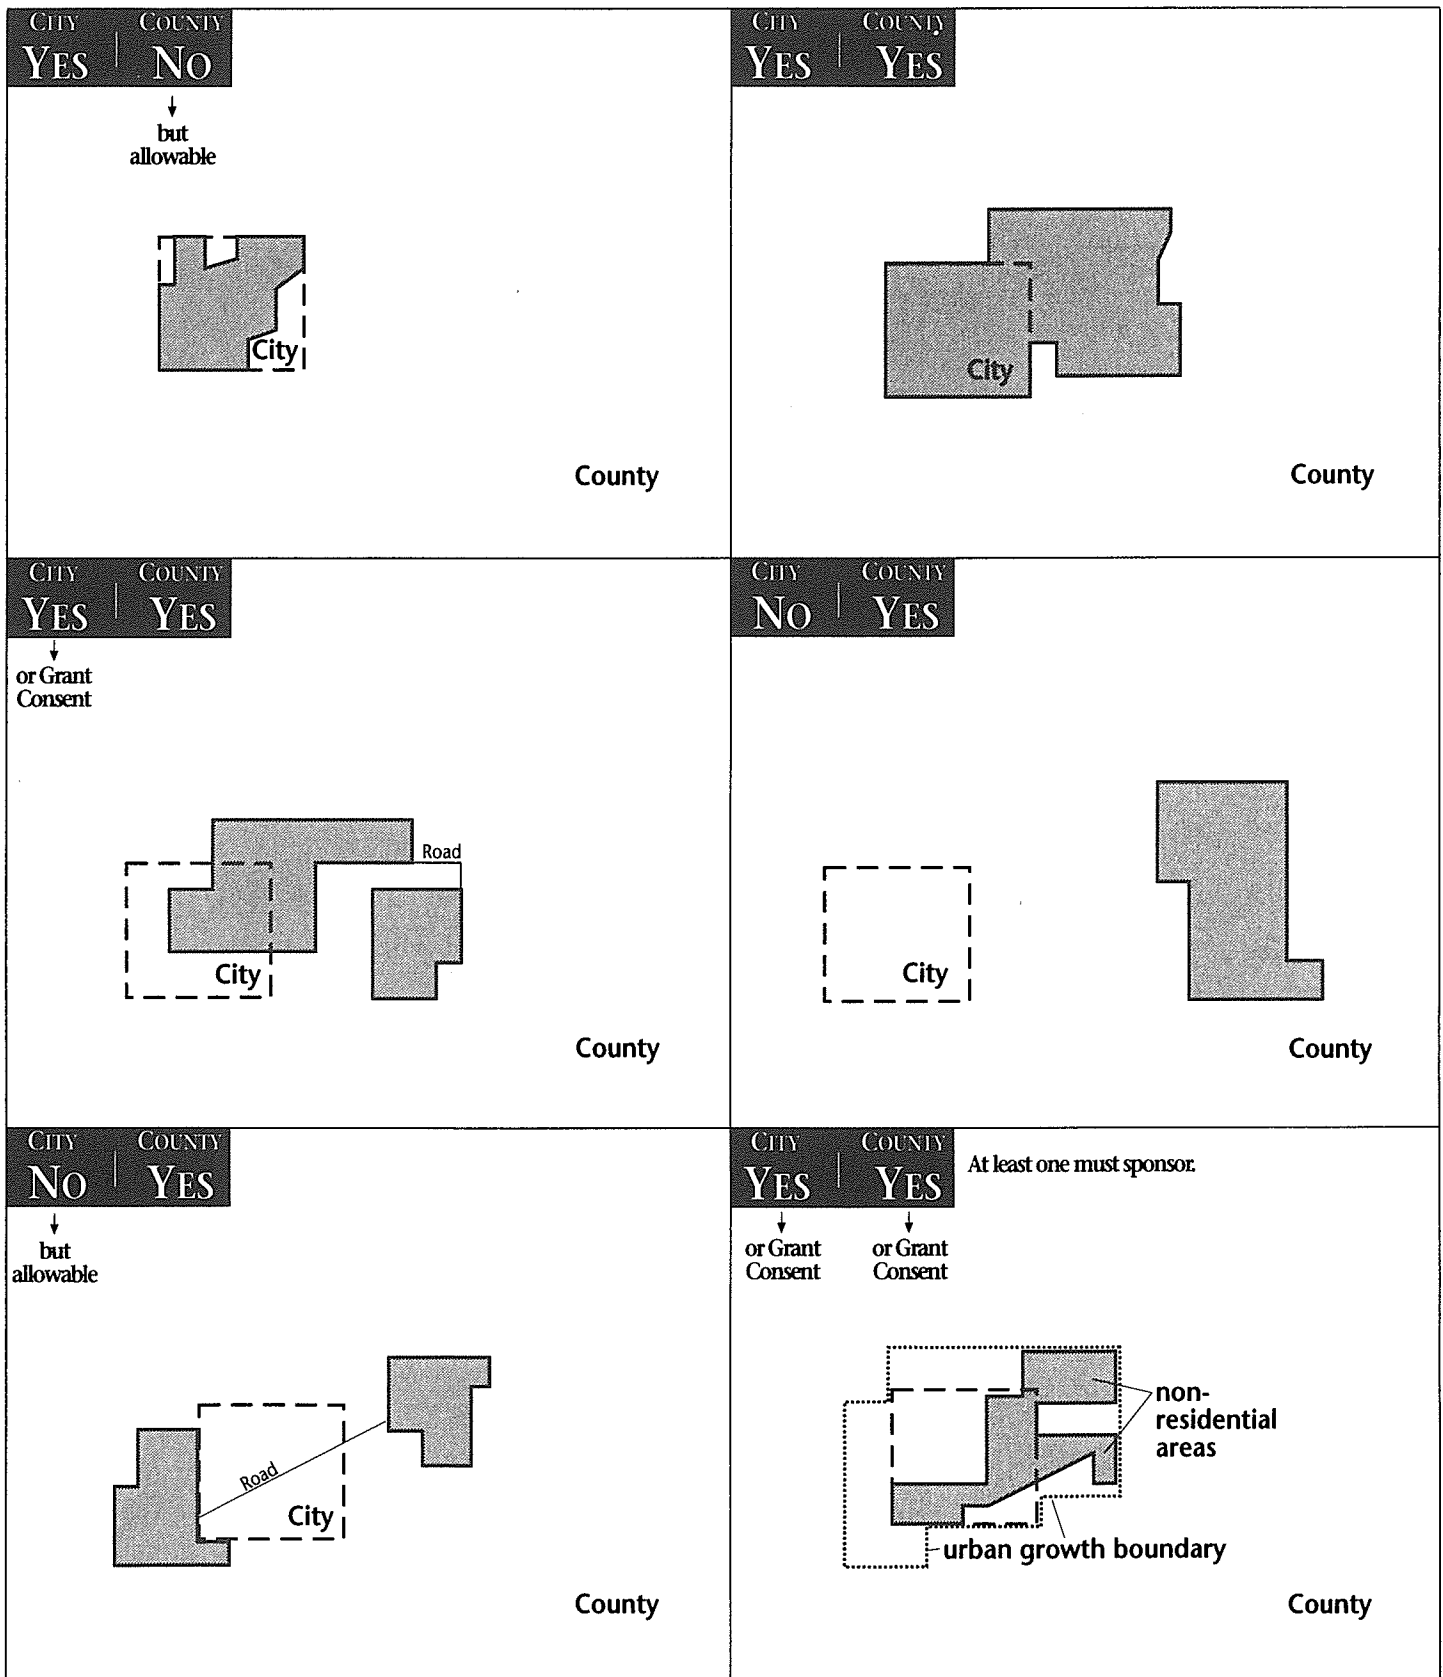 CITY COUNTY
YES NO
but
allowable
City
County
CITY COUNTY
YES YES
City
County
CITY COUNTY
YES YES
or Grant
Consent
Road
City
County
CITY COUNTY
NO YES
City
County
CITY COUNTY
NO YES
but
allowable
Road
City
County
CITY COUNTY
YES YES
At least one must sponsor.
or Grant or Grant
Consent Consent
non-
residential
areas
urban growth boundary
County